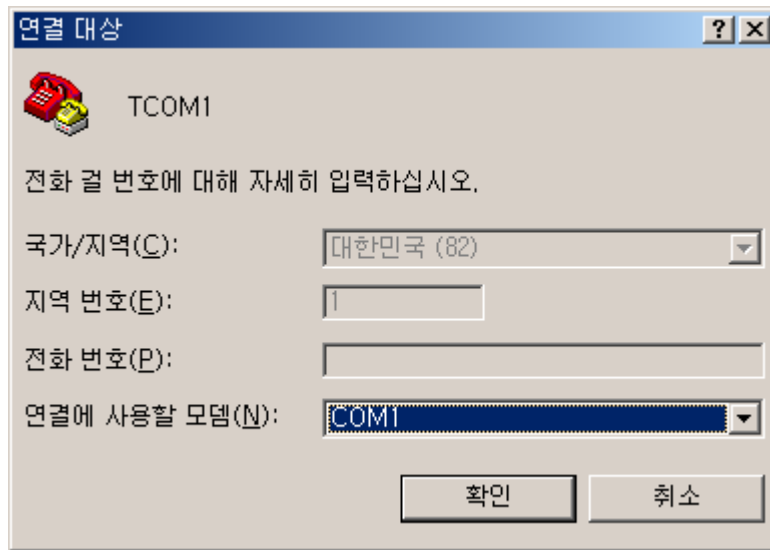 연결 대상
TCOM1
전화 걸 번호에 대해 자세히 입력하십시오.
국가/지역(C): 대한민국 (82)
지역 번호(E): 1
전화 번호(P):
연결에 사용할 모뎀(N): COM1
확인 취소